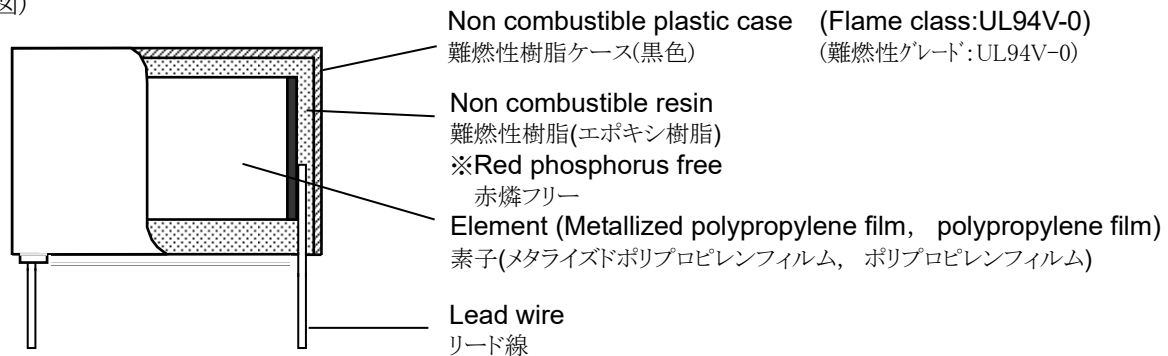 図)
Non combustible plastic case (Flame class:UL94V-0)
難燃性樹脂ケース(黒色) (難燃性グレード:UL94V-0)
Non combustible resin
難燃性樹脂(エポキシ樹脂)
※Red phosphorus free
赤燐フリー
Element (Metallized polypropylene film, polypropylene film)
素子(メタライズドポリプロピレンフィルム, ポリプロピレンフィルム)
Lead wire
リード線